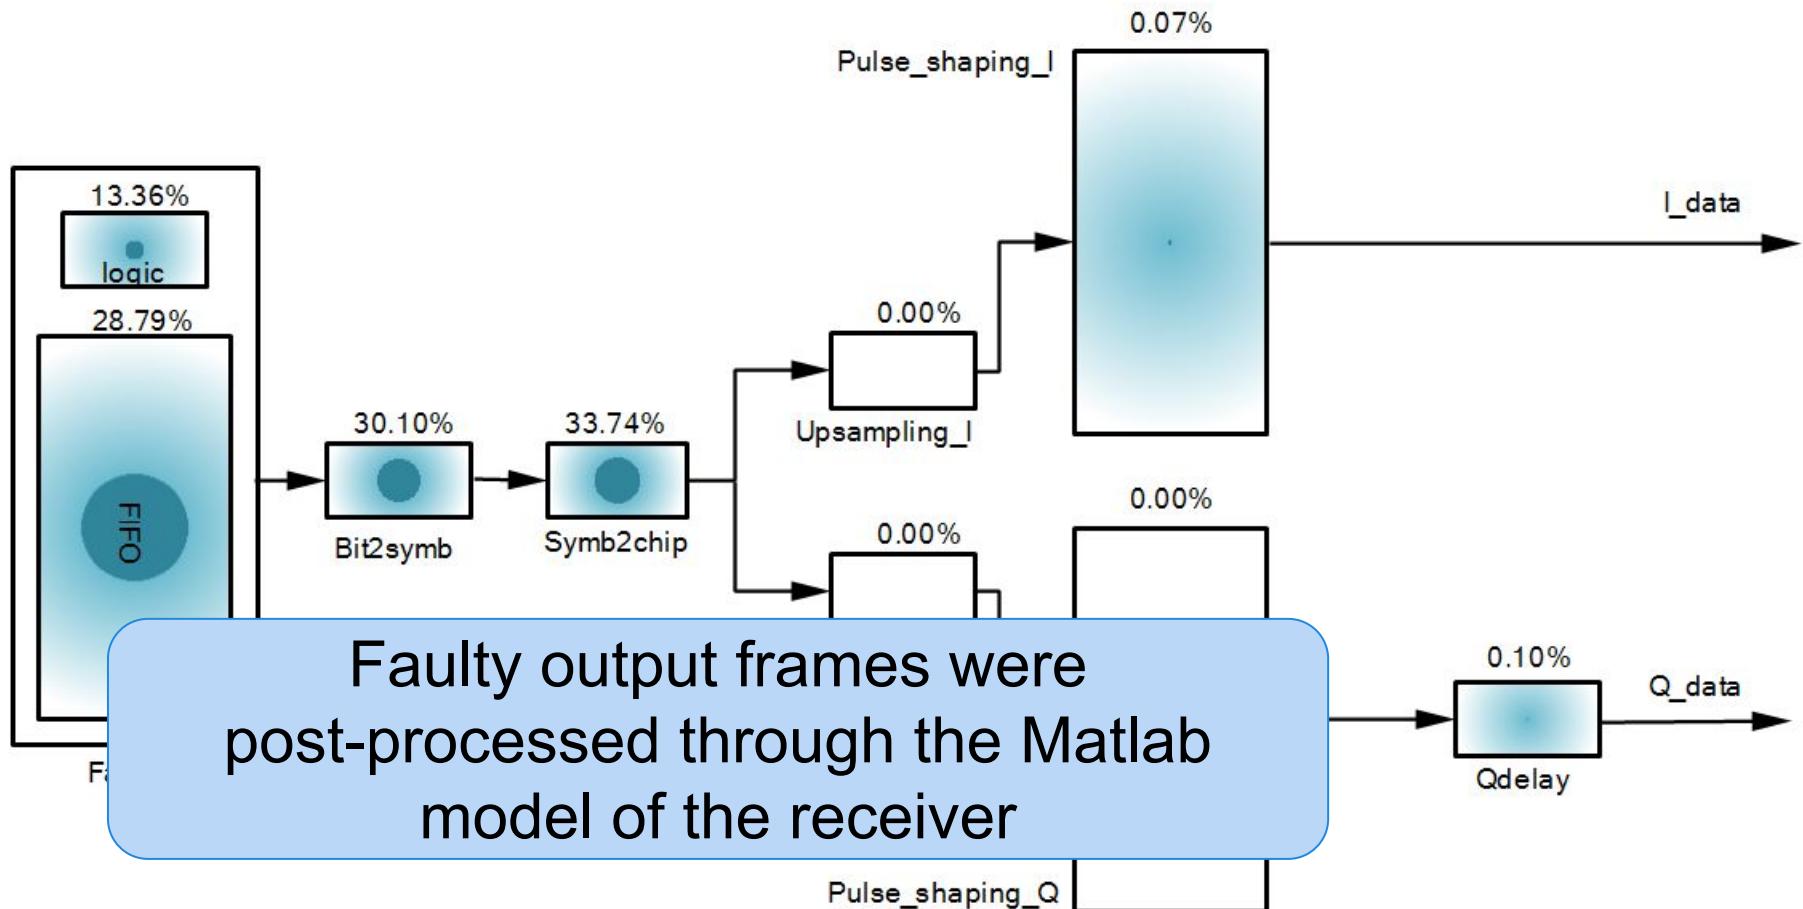 0.07%
Pulse_shaping_I
13.36%
logic
I_data
28.79%
0.00%
30.10%
33.74%
Upsampling_I
FIFO
0.00%
0.00%
Bit2symb
Symb2chip
Faulty output frames were
post-processed through the Matlab
model of the receiver
0.10%
Q_data
Qdelay
Pulse_shaping_Q